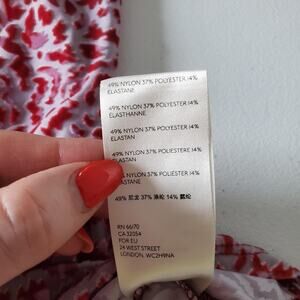 49% NYLON 37% POLYESTER 14%
ELASTANE
49% NYLON 37% POLYESTER 14%
ELASTHANNE
49% NYLON 37% POLYESTER 14%
ELASTAN
49% NYLON 37% POLIESTERE 14%
ELASTAN
NYLON 37% POLIÉSTER 14%
ELASTANE
49% 尼龙 37% 涤纶 14% 氨纶
RN 66170
CA 32054
FOR EU
24 WEST STREET
LONDON, WC2H9NA